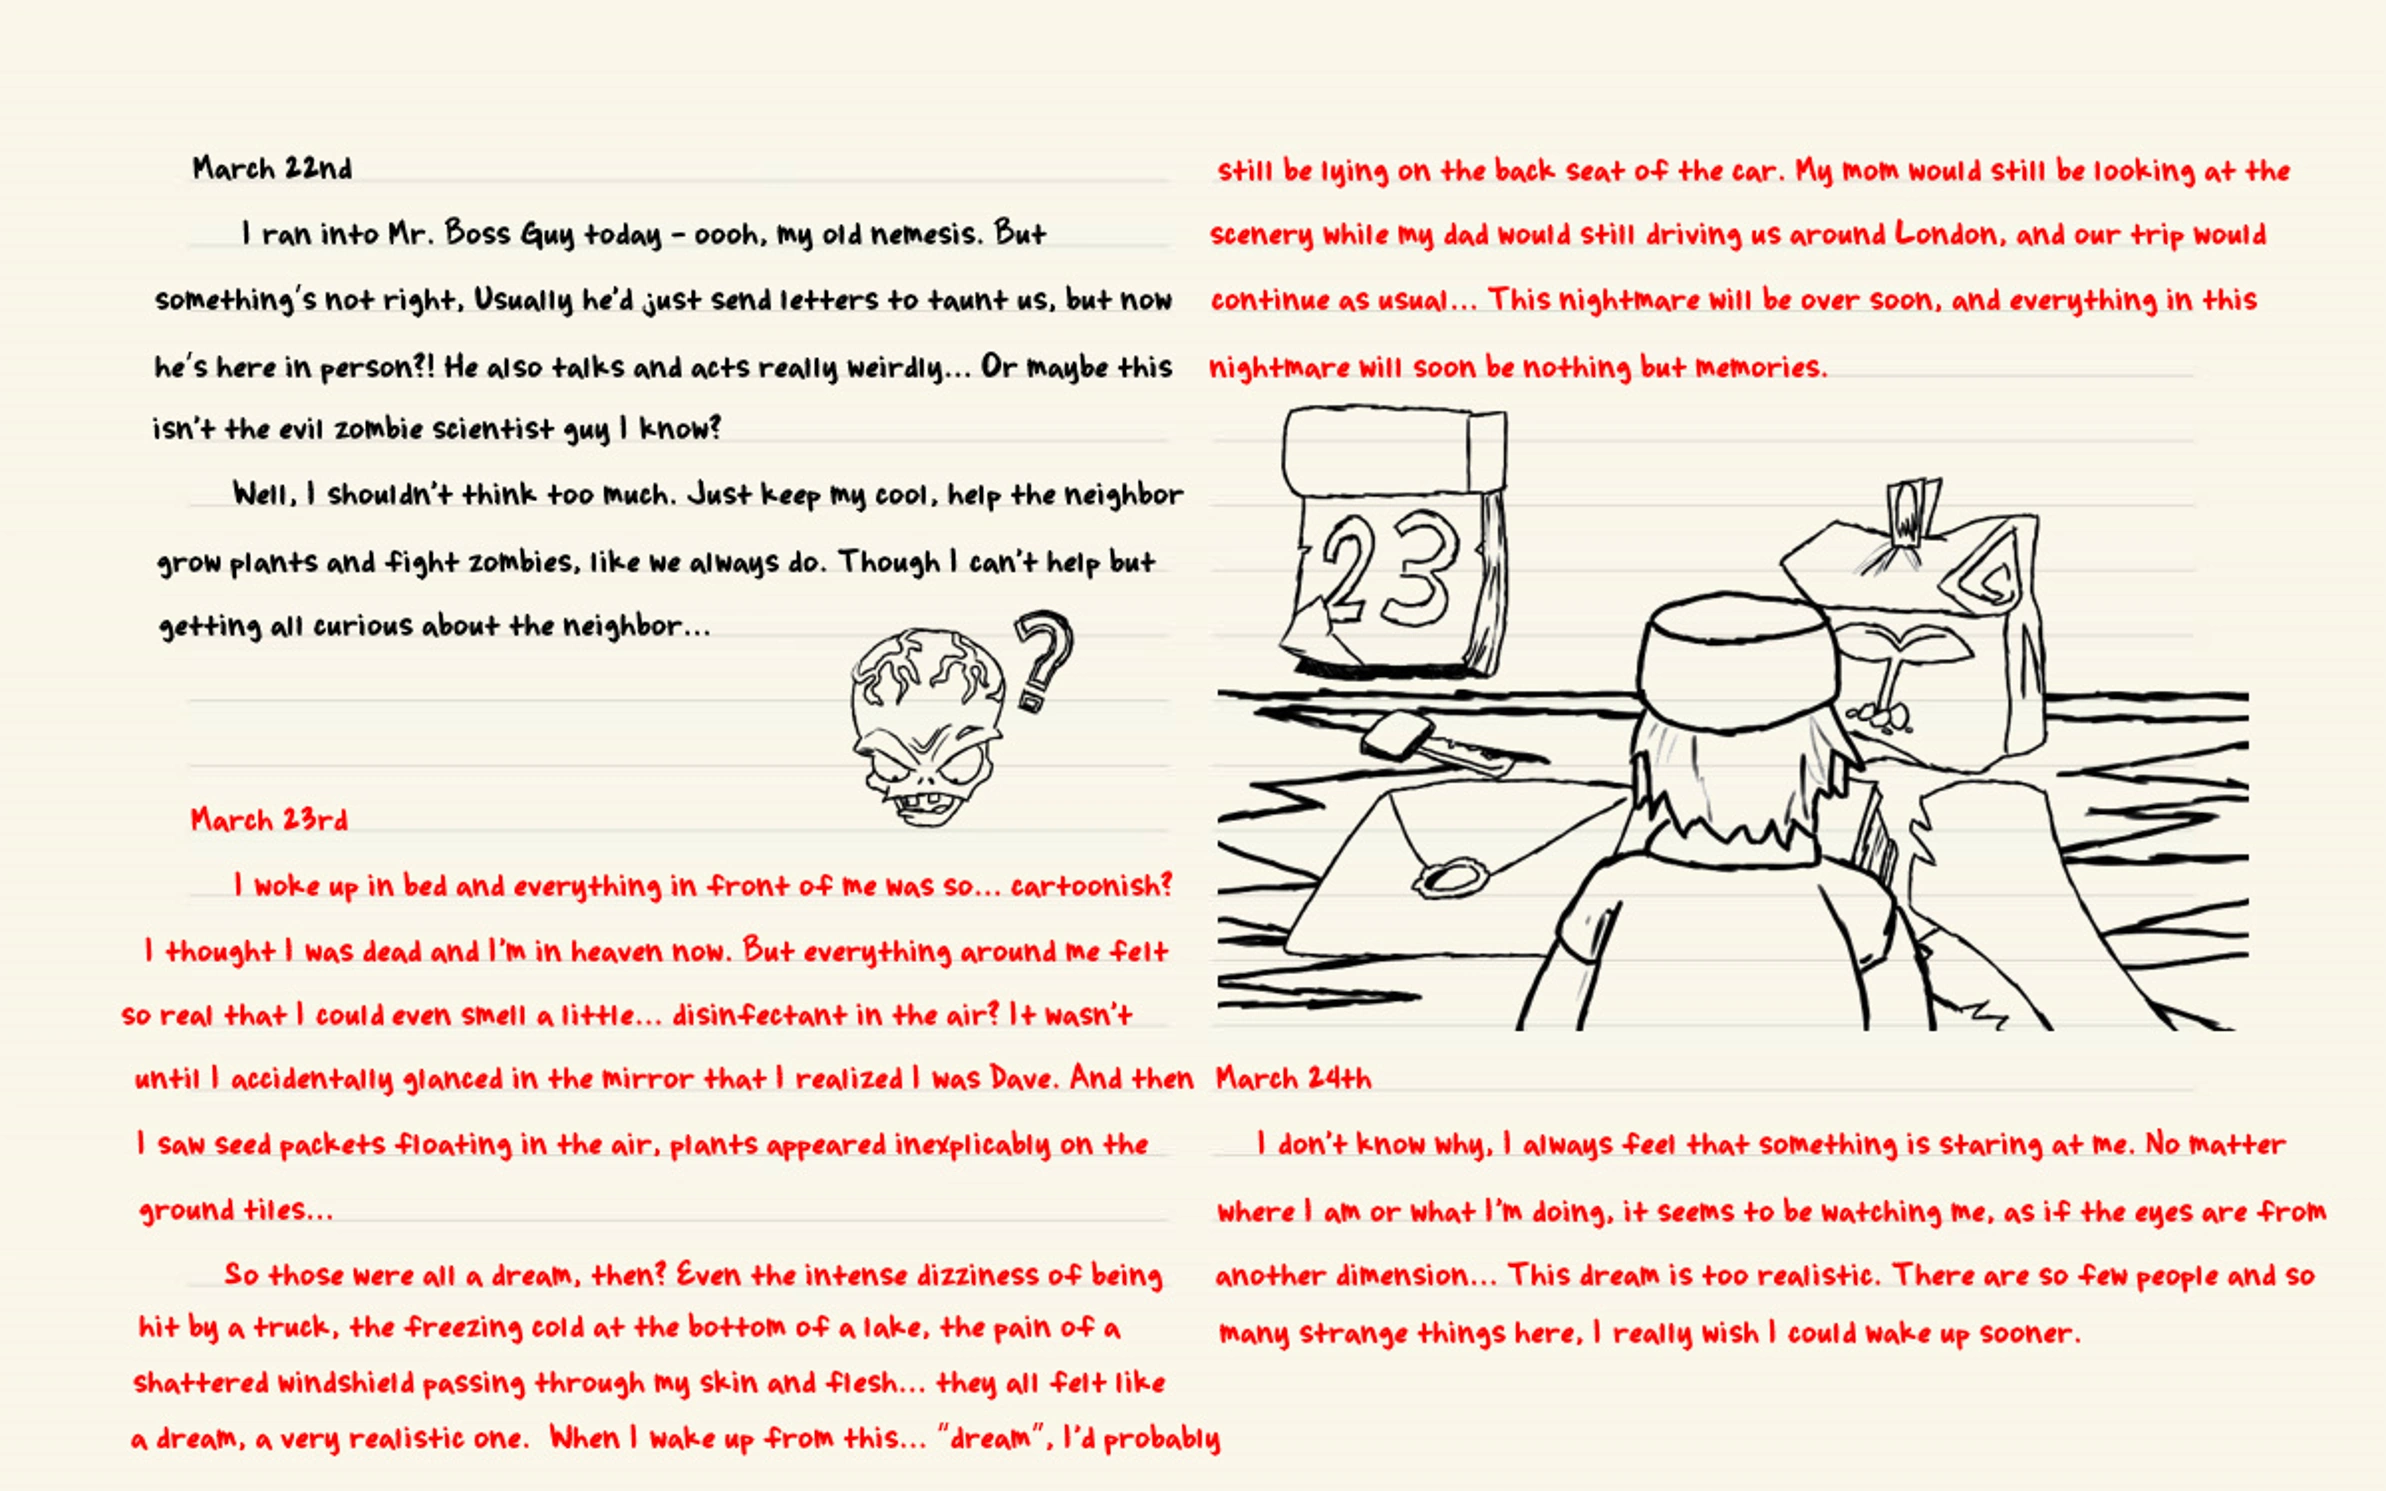 March 22nd
I ran into Mr. Boss Guy today - oooh, my old nemesis. But
something's not right, Usually he'd just send letters to taunt us, but now
he's here in person?! He also talks and acts really weirdly... Or maybe this
isn't the evil zombie scientist guy I know?
Well, I shouldn't think too much. Just keep my cool, help the neighbor
grow plants and fight zombies, like we always do. Though I can't help but
getting all curious about the neighbor...
?
March 23rd
I woke up in bed and everything in front of me was so... cartoonish?
I thought I was dead and I'm in heaven now. But everything around me felt
so real that I could even smell a little... disinfectant in the air? It wasn't
until I accidentally glanced in the mirror that I realized I was Dave. And then
I saw seed packets floating in the air, plants appeared inexplicably on the
ground tiles...
So those were all a dream, then? Even the intense dizziness of being
hit by a truck, the freezing cold at the bottom of a lake, the pain of a
shattered windshield passing through my skin and flesh... they all felt like
a dream, a very realistic one. When I wake up from this... "dream", I'd probably
still be lying on the back seat of the car. My mom would still be looking at the
scenery while my dad would still driving us around London, and our trip would
continue as usual... This nightmare will be over soon, and everything in this
nightmare will soon be nothing but memories.
23
March 24th
I don't know why, I always feel that something is staring at me. No matter
where I am or what I'm doing, it seems to be watching me, as if the eyes are from
another dimension... This dream is too realistic. There are so few people and so
many strange things here, I really wish I could wake up sooner.